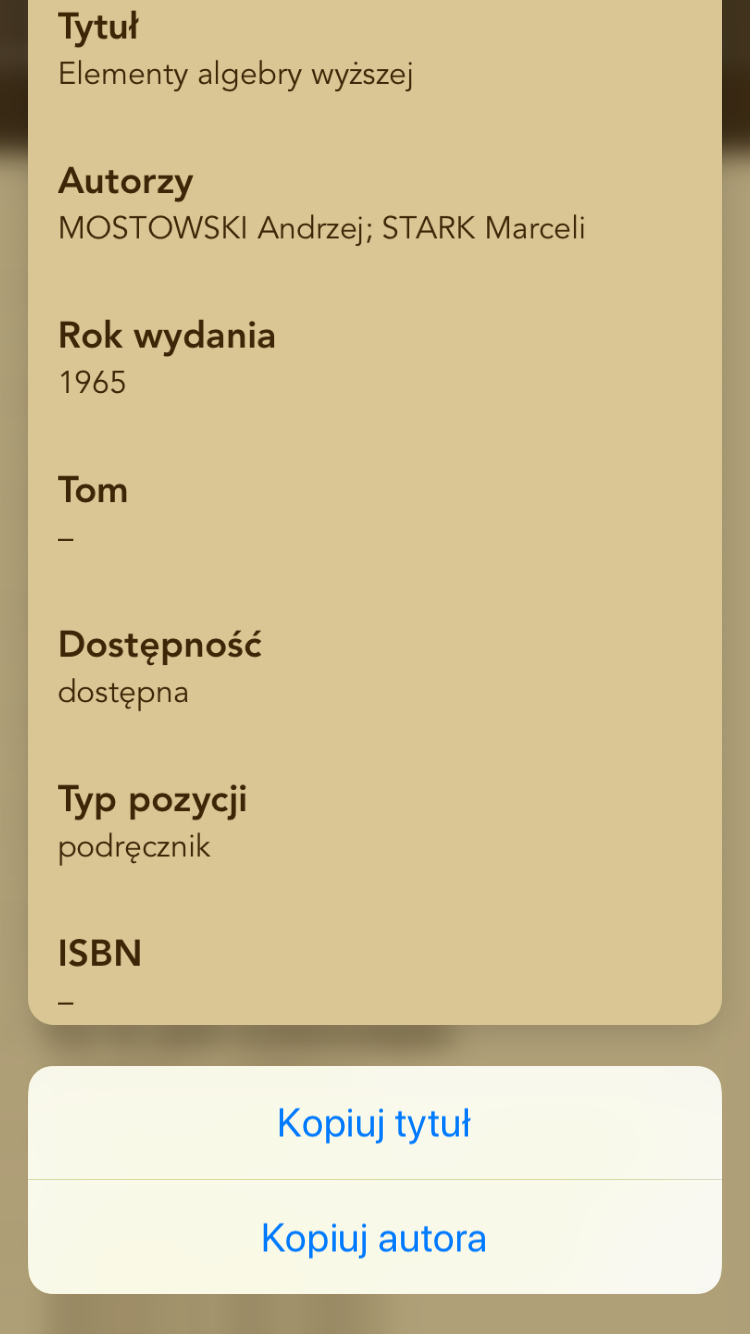 Tytuł
Elementy algebry wyższej
Autorzy
MOSTOWSKI Andrzej; STARK Marceli
Rok wydania
1965
Tom
–
Dostępność
dostępna
Typ pozycji
podręcznik
ISBN
–
Kopiuj tytuł
Kopiuj autora